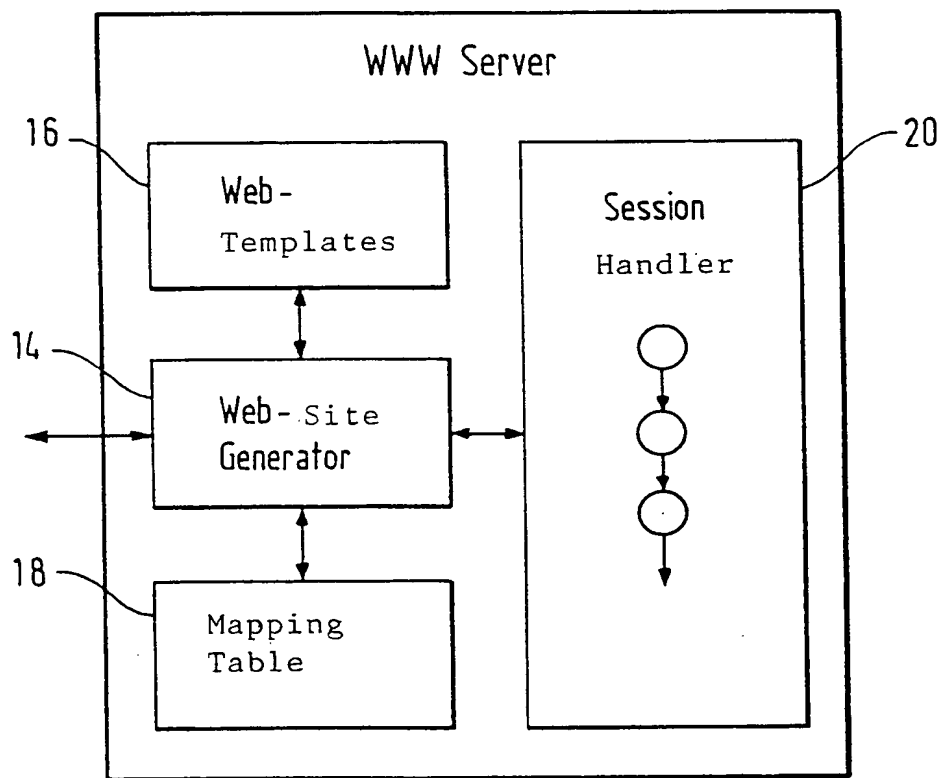 WWW Server
16
20
Web-
Templates
Session
Handler
14
Web-Site
Generator
18
Mapping
Table